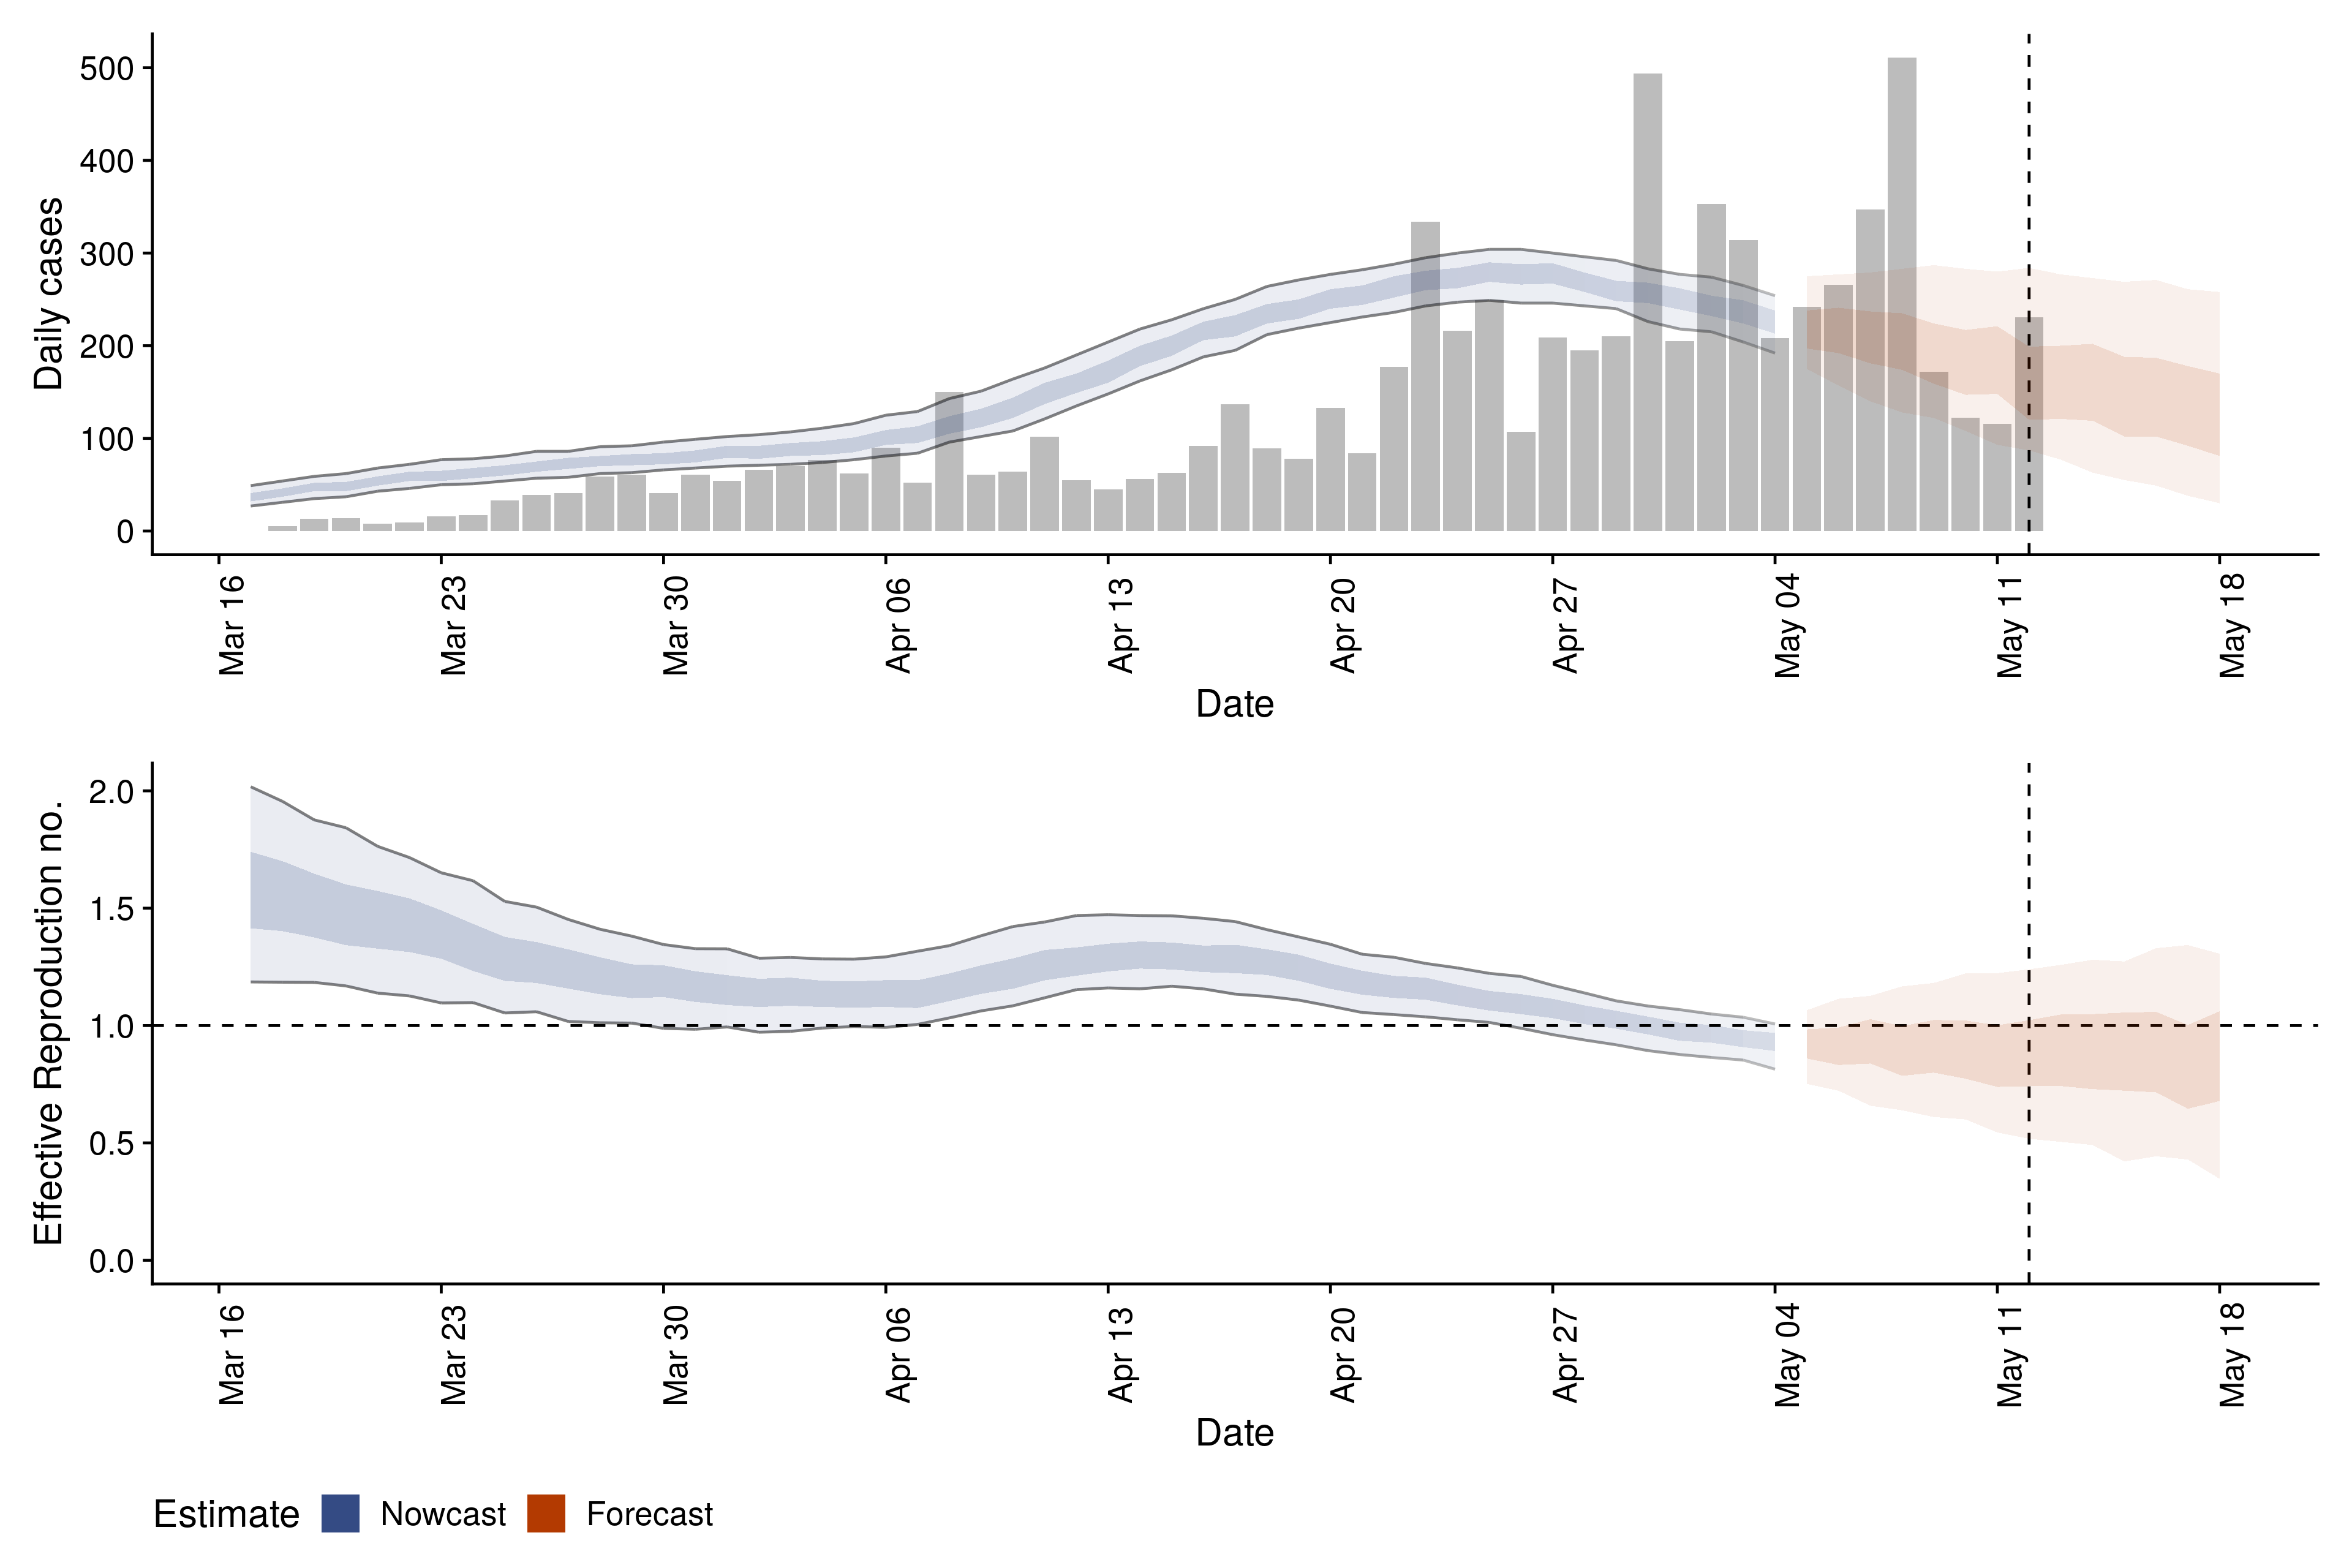 Daily cases
500
400
300
200
100
0
Mar 16
Mar 23
Mar 30
Apr 06
Apr 13
Apr 20
Apr 27
May 04
May 11
May 18
Date
Effective Reproduction no.
2.0
1.5
1.0
0.5
0.0
Mar 16
Mar 23
Mar 30
Apr 06
Apr 13
Apr 20
Apr 27
May 04
May 11
May 18
Date
Estimate Nowcast Forecast